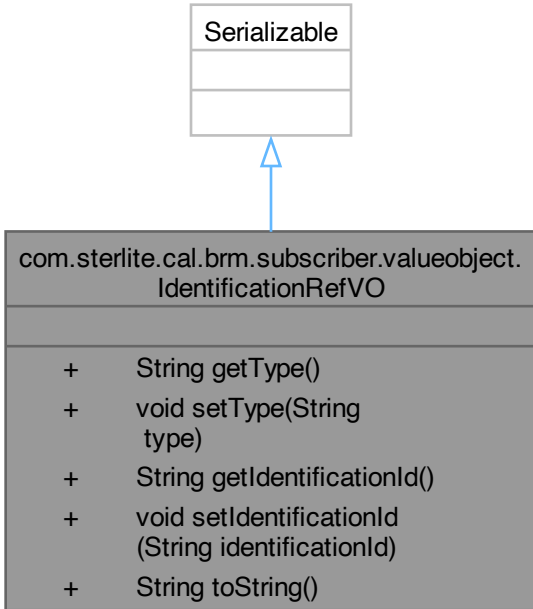 Serializable
com.sterlite.cal.brm.subscriber.valueobject.
IdentificationRefVO
+ String getType()
+ void setType(String
type)
+ String getIdentificationId()
+ void setIdentificationId
(String identificationId)
+ String toString()